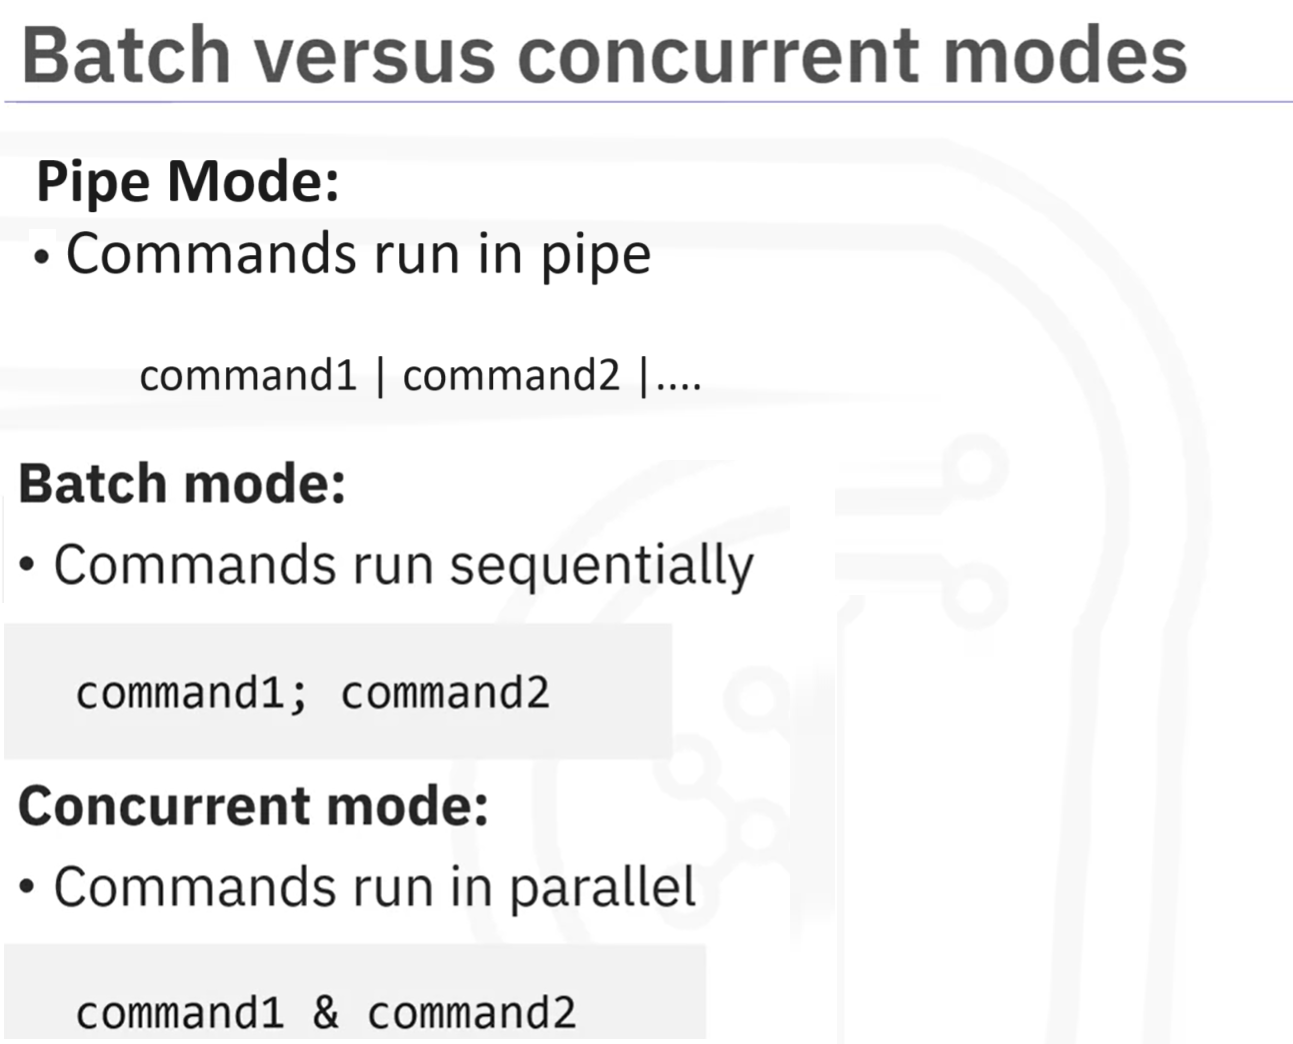 Batch versus concurrent modes
Pipe Mode:
• Commands run in pipe
command1 | command2 |....
Batch mode:
• Commands run sequentially
command1; command2
Concurrent mode:
• Commands run in parallel
command1 & command2